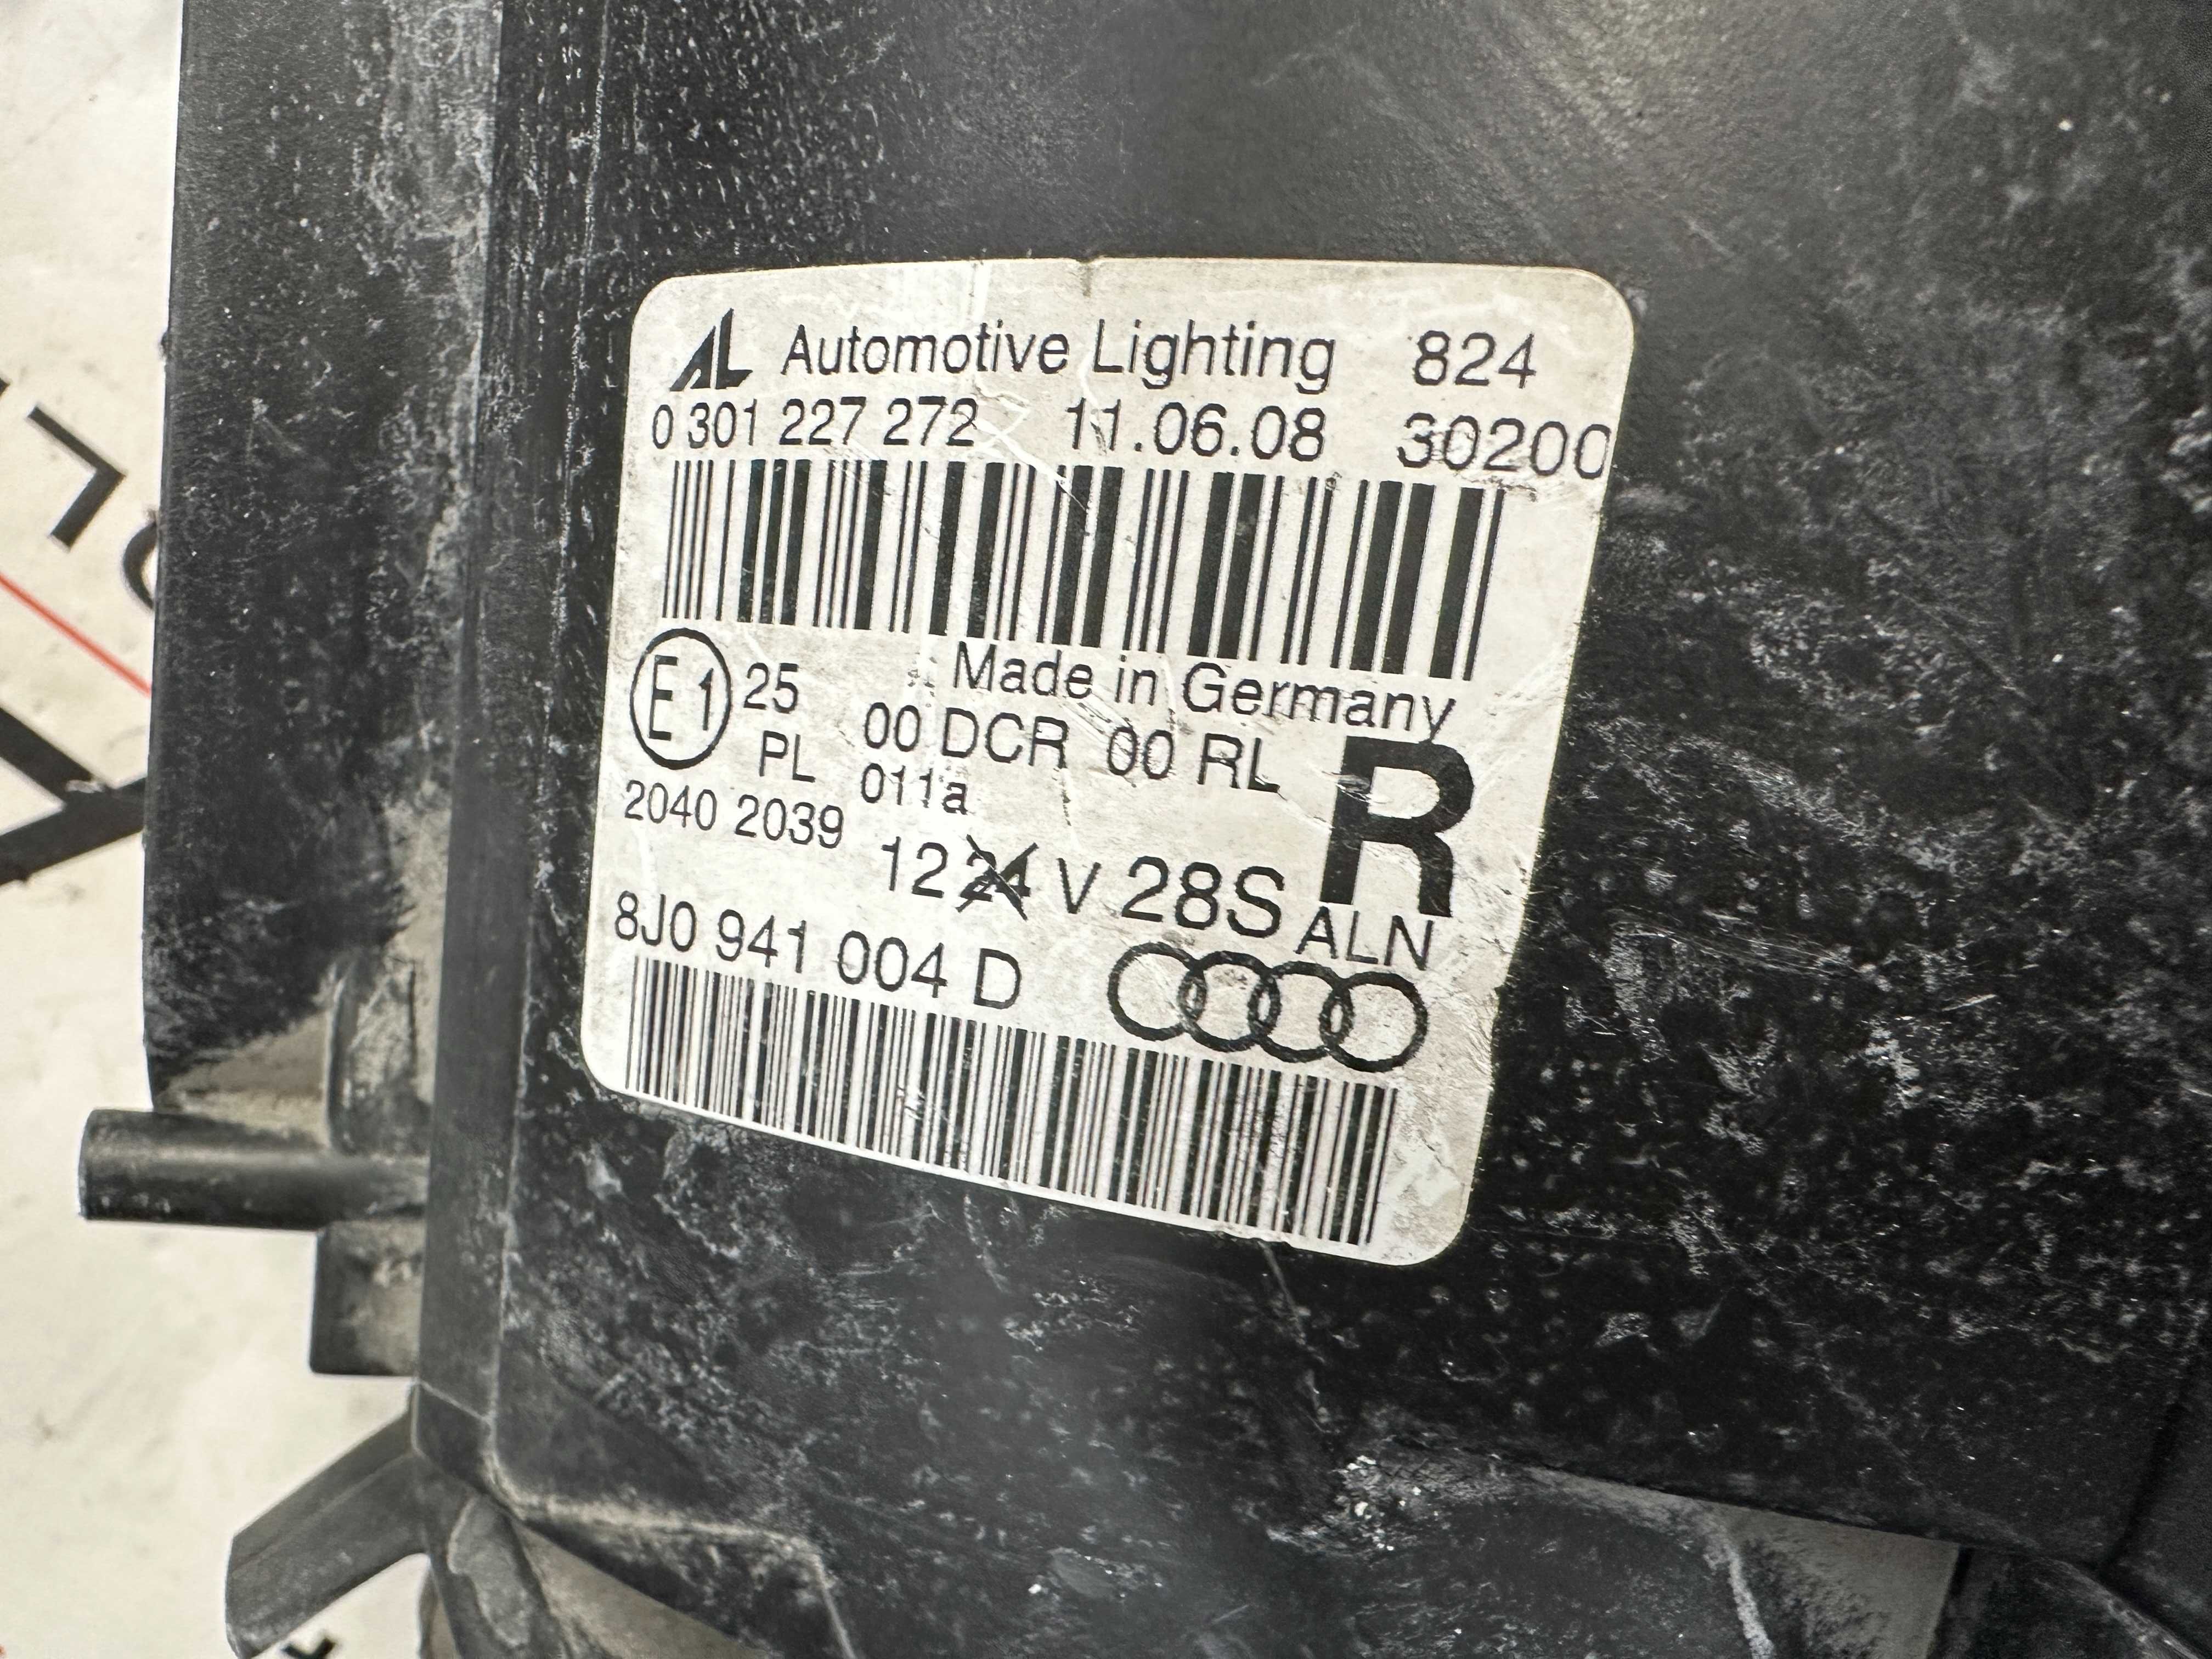 AL Automotive Lighting 824
0 301 227 272 11.06.08 30200
Made in Germany
E1 25 00 DCR 00 RL
PL 011a
2040 2039
R
12 24 V 28S ALN
8J0 941 004 D